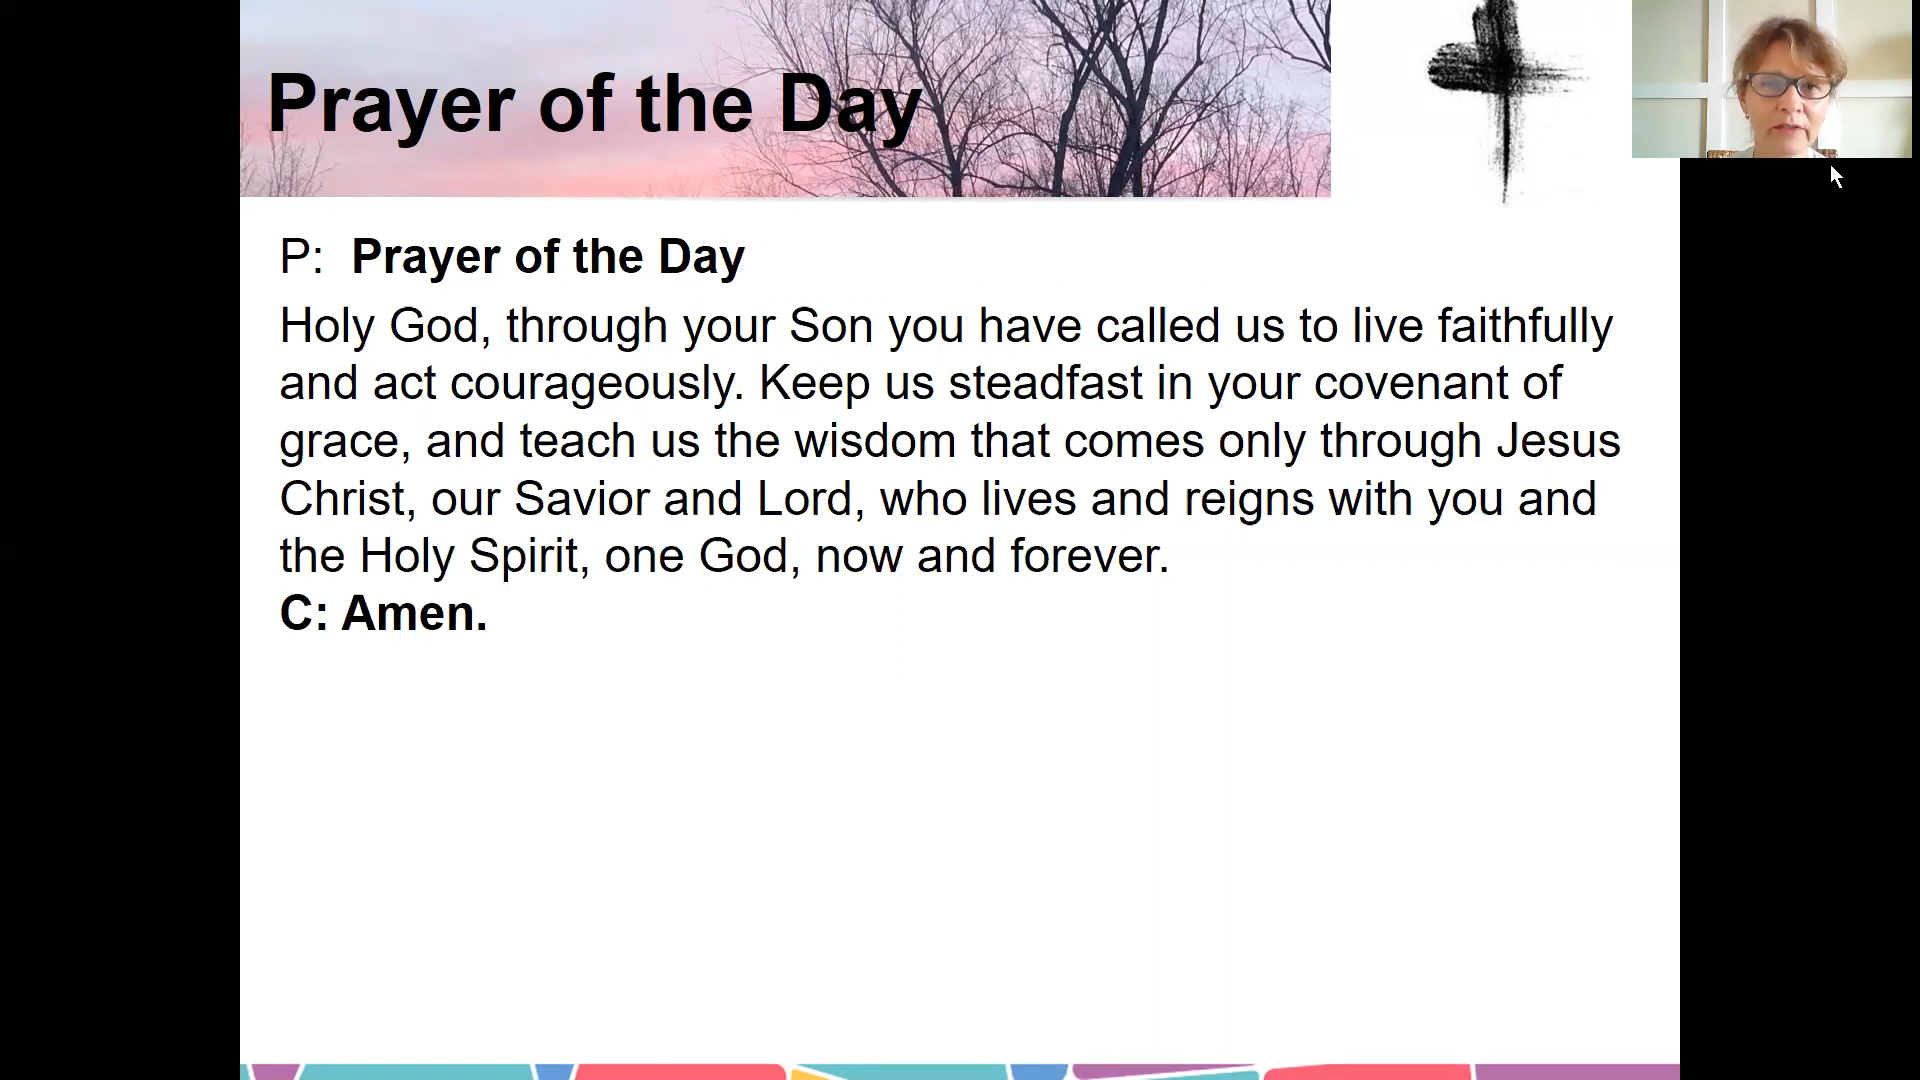 Prayer of the Day
P: Prayer of the Day
Holy God, through your Son you have called us to live faithfully
and act courageously. Keep us steadfast in your covenant of
grace, and teach us the wisdom that comes only through Jesus
Christ, our Savior and Lord, who lives and reigns with you and
the Holy Spirit, one God, now and forever.
C: Amen.